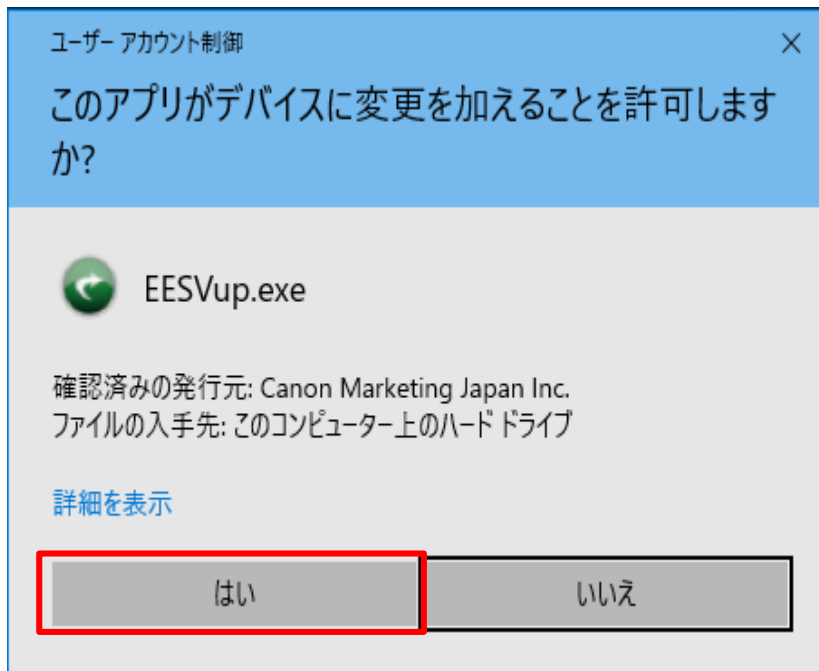 ユーザー アカウント制御
このアプリがデバイスに変更を加えることを許可します
か?
EESVup.exe
確認済みの発行元: Canon Marketing Japan Inc.
ファイルの入手先: このコンピューター上のハード ドライブ
詳細を表示
はい
いいえ